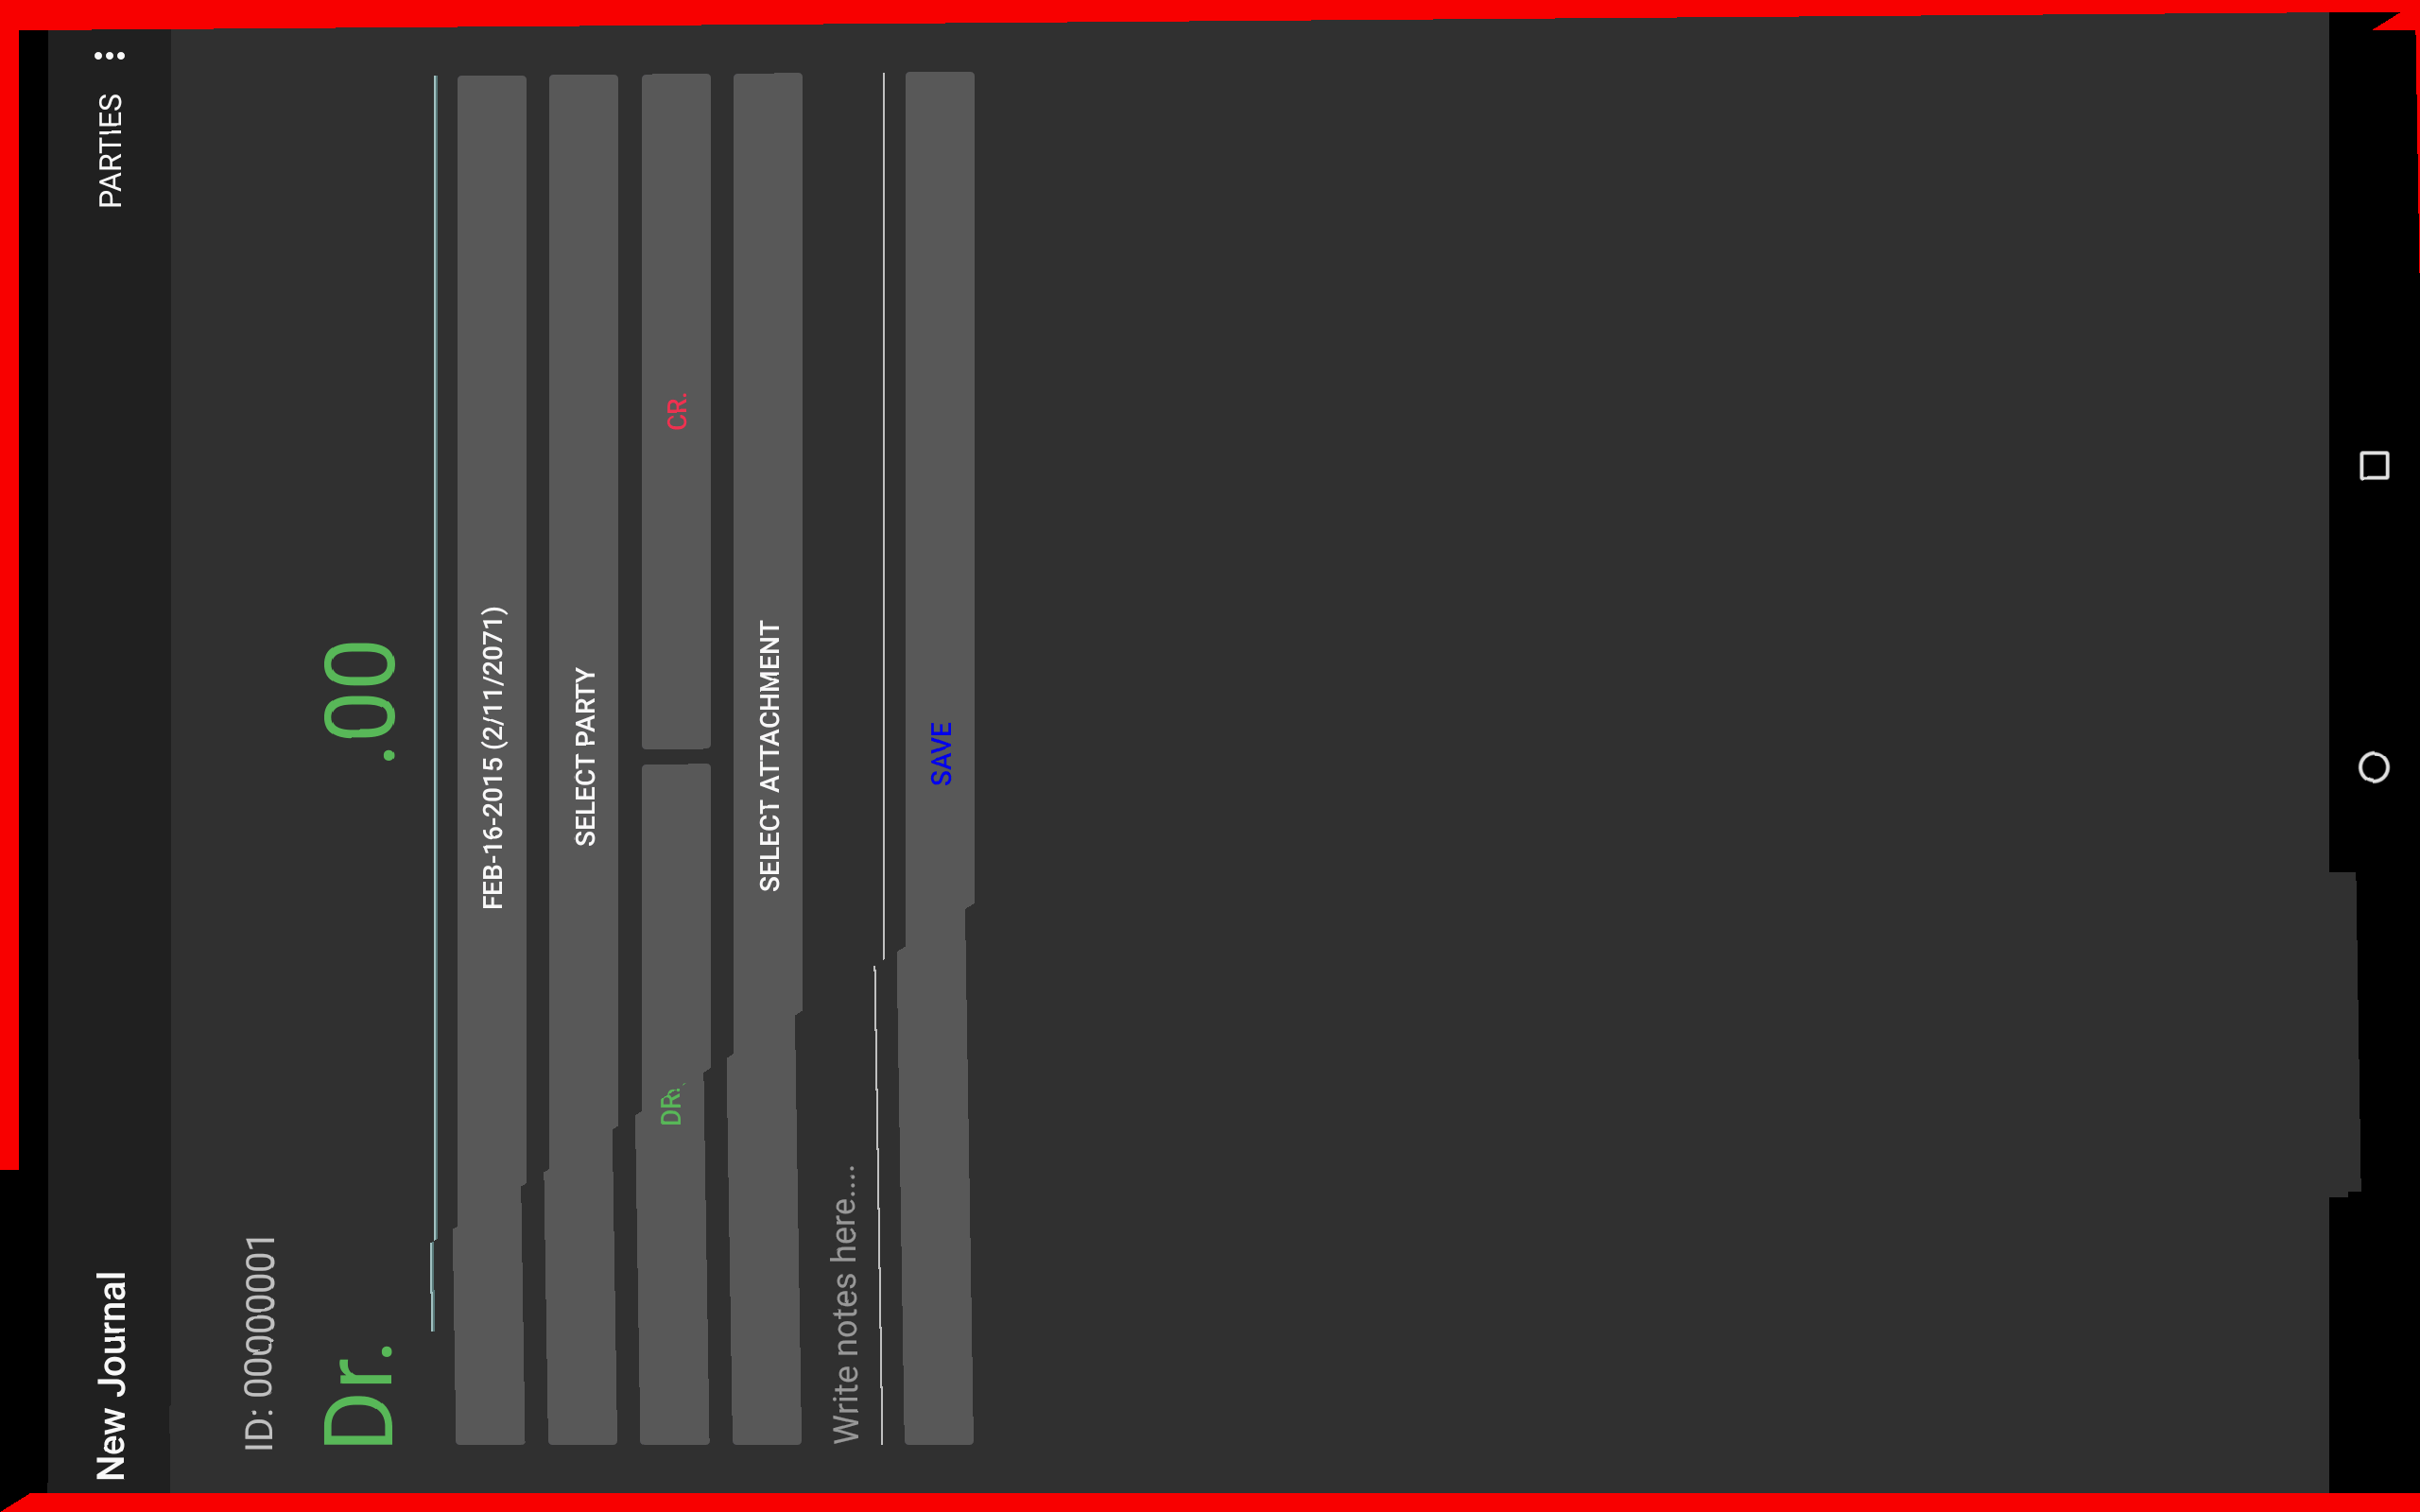 New Journal PARTIES
ID: 000000001
Dr. .00
FEB-16-2015 (2/11/2071)
SELECT PARTY
DR. CR.
SELECT ATTACHMENT
Write notes here....
SAVE